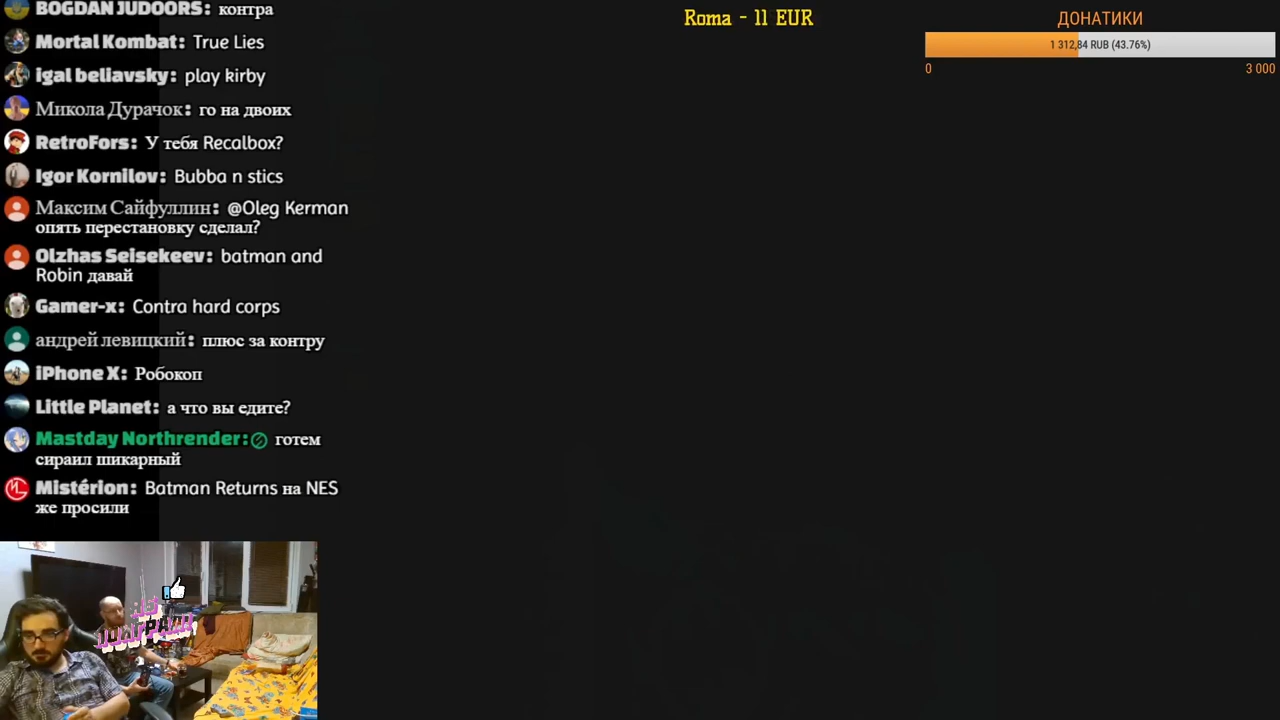 BOGDAN JUDOORS: контра
Mortal Kombat: True Lies
igal beliavsky: play kirby
Микола Дурачок: го на двоих
RetroFors: У тебя Recalbox?
Igor Kornilov: Bubba n stics
Максим Сайфуллин: @Oleg Kerman
опять перестановку сделал?
Olzhas Seisekeev: batman and
Robin давай
Gamer-x: Contra hard corps
андрей левицкий: плюс за контру
iPhone X: Робокоп
Little Planet: а что вы едите?
Mastday Northrender: готем
сираил шикарный
Mistérion: Batman Returns на NES
же просили
Roma - 11 EUR
ДОНАТИКИ
1 312,84 RUB (43.76%)
0 3 000